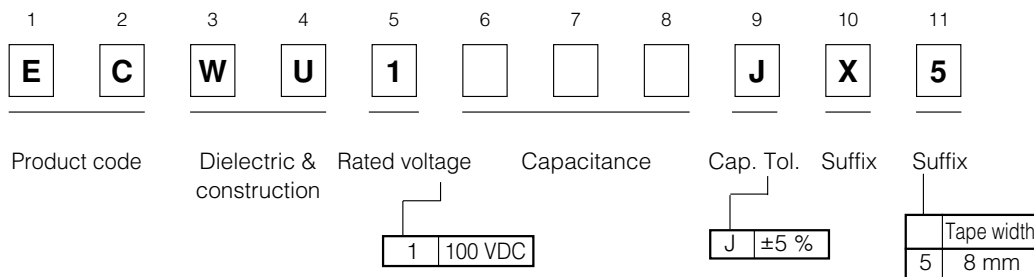 1 2 3 4 5 6 7 8 9 10 11
E C W U 1 J X 5
Product code Dielectric & construction Rated voltage Capacitance Cap. Tol. Suffix Suffix
1 100 VDC
J ±5 %
Tape width
5 8 mm